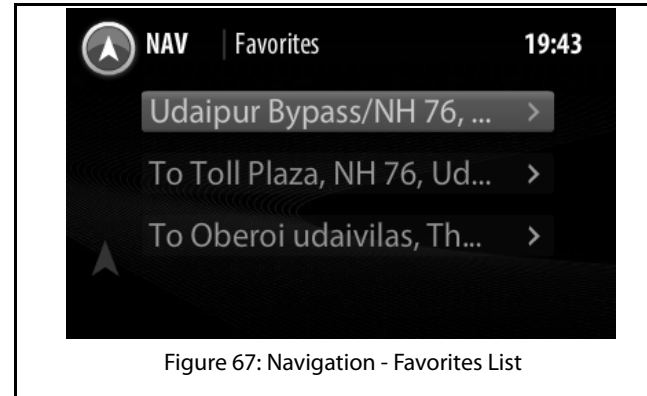 NAV Favorites 19:43
Udaipur Bypass/NH 76, ... >
To Toll Plaza, NH 76, Ud... >
To Oberoi udaivilas, Th... >
Figure 67: Navigation - Favorites List